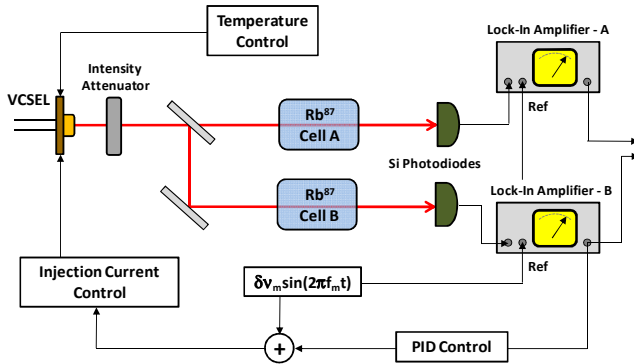 Temperature
Control
Lock-In Amplifier - A
Intensity
Attenuator
VCSEL
Rb⁸⁷
Cell A
Ref
Si Photodiodes
Rb⁸⁷
Cell B
Lock-In Amplifier - B
Ref
Injection Current
Control
δνₘsin(2πfₘt)
+
PID Control